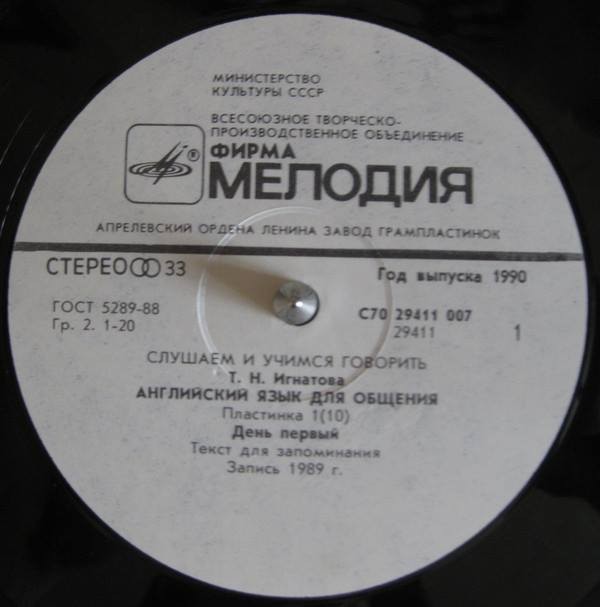 МИНИСТЕРСТВО
КУЛЬТУРЫ СССР
ВСЕСОЮЗНОЕ ТВОРЧЕСКО-
ПРОИЗВОДСТВЕННОЕ ОБЪЕДИНЕНИЕ
®
ФИРМА
МЕЛОДИЯ
АПРЕЛЕВСКИЙ ОРДЕНА ЛЕНИНА ЗАВОД ГРАМПЛАСТИНОК
СТЕРЕО 33
Год выпуска 1990
ГОСТ 5289-88
Гр. 2. 1-20
С70 29411 007
29411
1
СЛУШАЕМ И УЧИМСЯ ГОВОРИТЬ
Т. Н. Игнатова
АНГЛИЙСКИЙ ЯЗЫК ДЛЯ ОБЩЕНИЯ
Пластинка 1(10)
День первый
Текст для запоминания
Запись 1989 г.